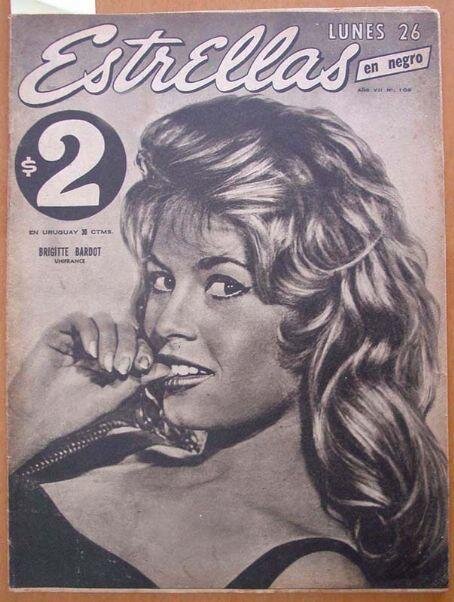 LUNES 26
Estrellas
en negro
AÑO VII No. 108
$2
EN URUGUAY 30 CTMS.
BRIGITTE BARDOT
UNIFRANCE